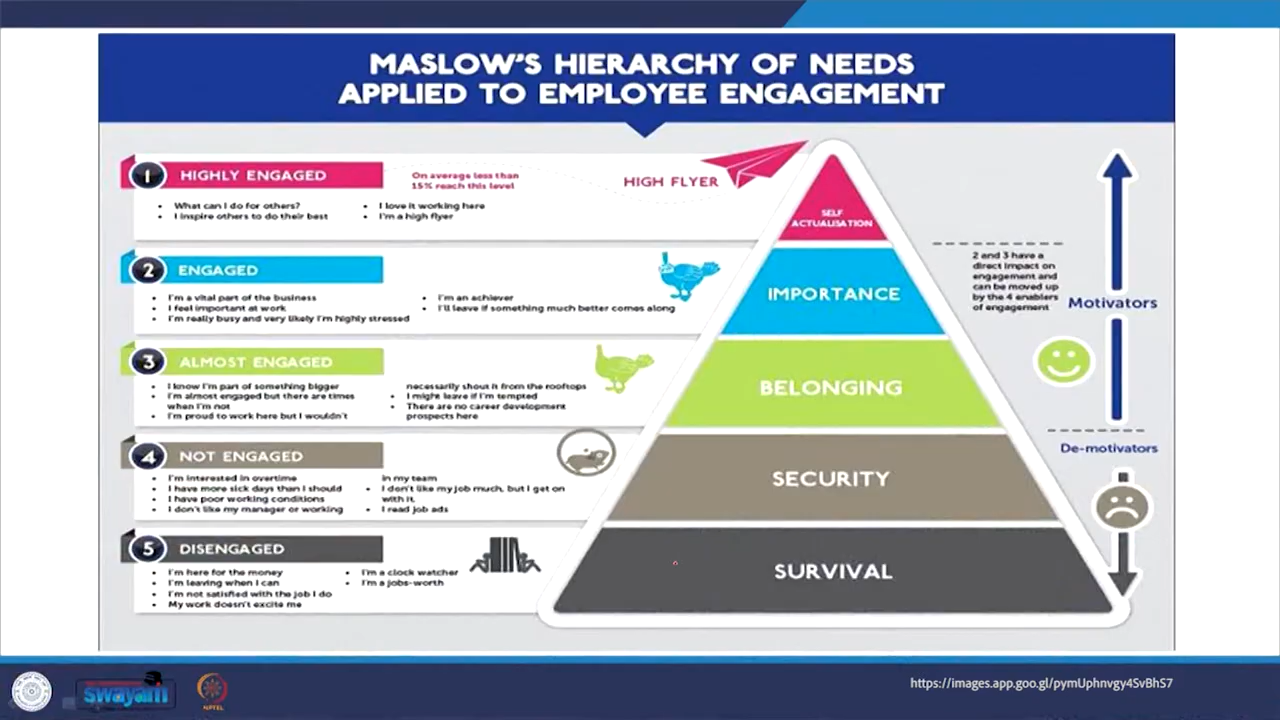 MASLOW'S HIERARCHY OF NEEDS
APPLIED TO EMPLOYEE ENGAGEMENT
1 HIGHLY ENGAGED
On average less than
15% reach this level
HIGH FLYER
• What can I do for others?
• I inspire others to do their best
• I love it working here
• I'm a high flyer
SELF
ACTUALISATION
2 ENGAGED
• I'm a vital part of the business
• I feel important at work
• I'm really busy and very likely I'm highly stressed
• I'm an achiever
• I'll leave if something much better comes along
IMPORTANCE
2 and 3 have a
direct impact on
engagement and
can be moved up
by the 4 enablers
of engagement
Motivators
3 ALMOST ENGAGED
• I know I'm part of something bigger
• I'm almost engaged but there are times
when I'm not
• I'm proud to work here but I wouldn't
necessarily shout it from the rooftops
• I might leave if I'm tempted
• There are no career development
prospects here
BELONGING
De-motivators
4 NOT ENGAGED
• I'm interested in overtime
• I have more sick days than I should
• I have poor working conditions
• I don't like my manager or working
in my team
• I don't like my job much, but I get on
with it.
• I read job ads
SECURITY
5 DISENGAGED
• I'm here for the money
• I'm leaving when I can
• I'm not satisfied with the job I do
• My work doesn't excite me
• I'm a clock watcher
• I'm a jobs-worth
SURVIVAL
swayam
NPTEL
https://images.app.goo.gl/pymUphnvgy4SvBhS7